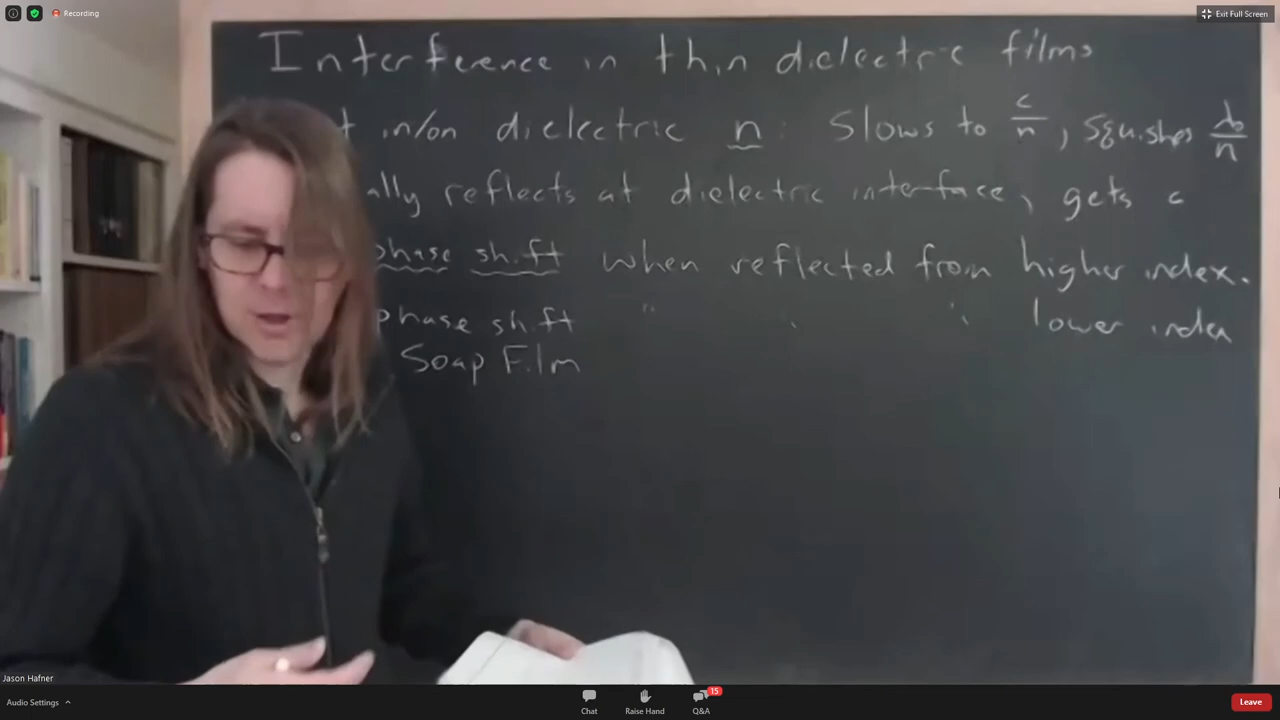 Recording
Exit Full Screen
Interference in thin dielectric films
in/on dielectric n: Slows to c/n, squishes λ₀/n
ally reflects at dielectric interface, gets a
phase shift when reflected from higher index.
phase shift " " " lower index
Soap Film
Jason Hafner
Audio Settings
Chat
Raise Hand
15
Q&A
Leave